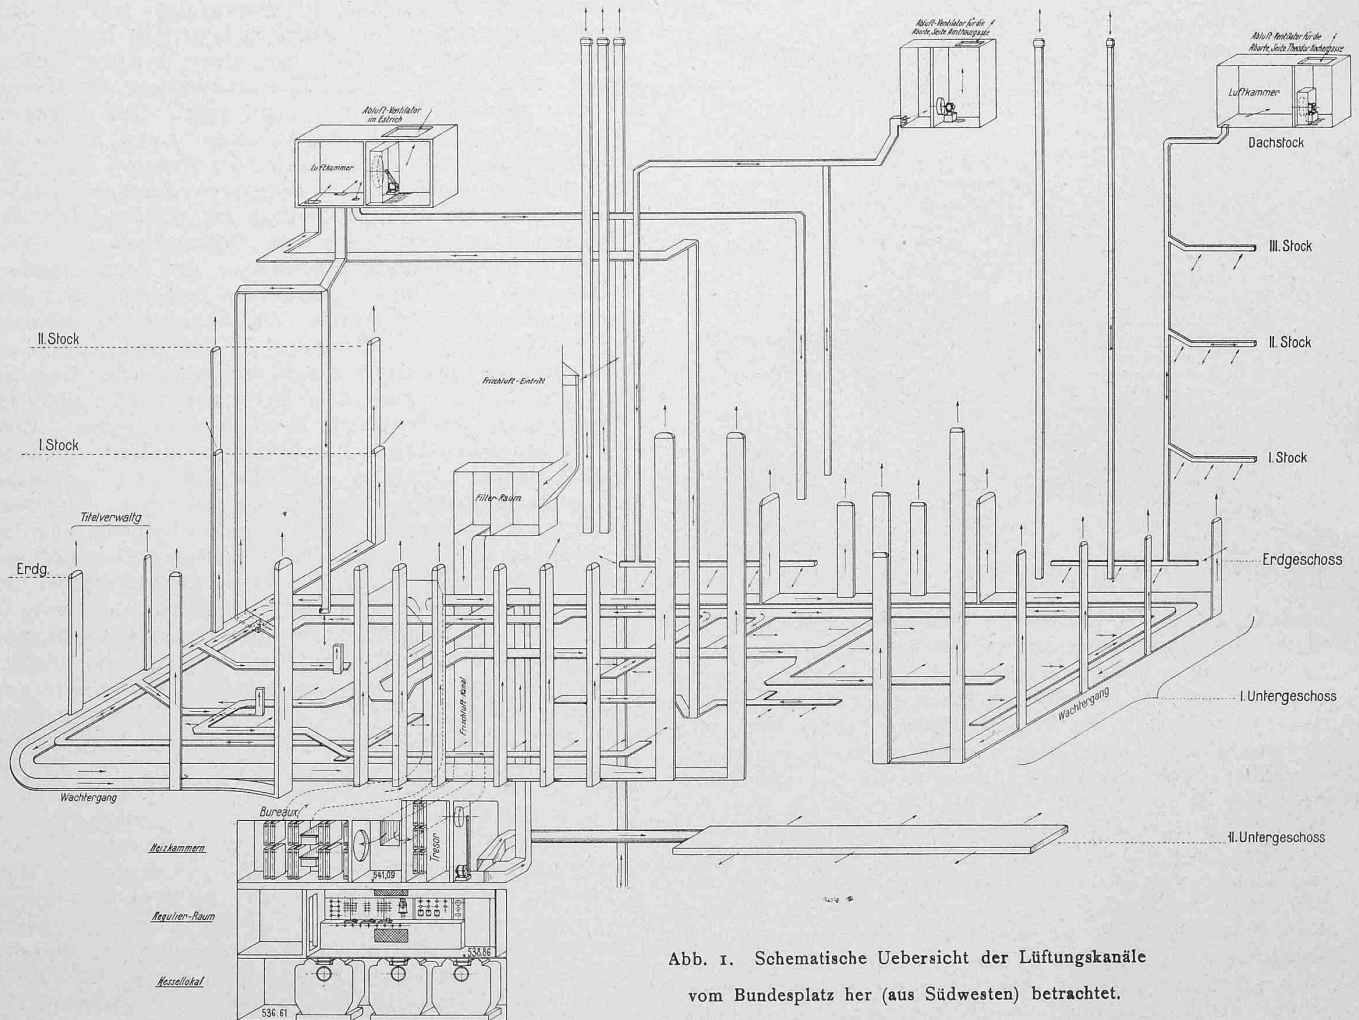 Abluft-Ventilator für die
Aborte, Seite Amthausgasse
Abluft-Ventilator für die
Aborte, Seite Theodor Kochergasse
Luftkammer
Dachstock
Abluft-Ventilator
im Estrich
Luftkammer
III. Stock
II. Stock
II. Stock
Frischluft-Eintritt
I. Stock
I. Stock
Filter-Raum
Titelverwaltg
Erdg.
Erdgeschoss
Frischluft-Kanal
Wachtergang
I. Untergeschoss
Wachtergang
Bureaux
Heizkammern
Tresor
541,09
II. Untergeschoss
Regulier-Raum
538.86
Kessellokal
536.61
Abb. 1. Schematische Uebersicht der Lüftungskanäle
vom Bundesplatz her (aus Südwesten) betrachtet.